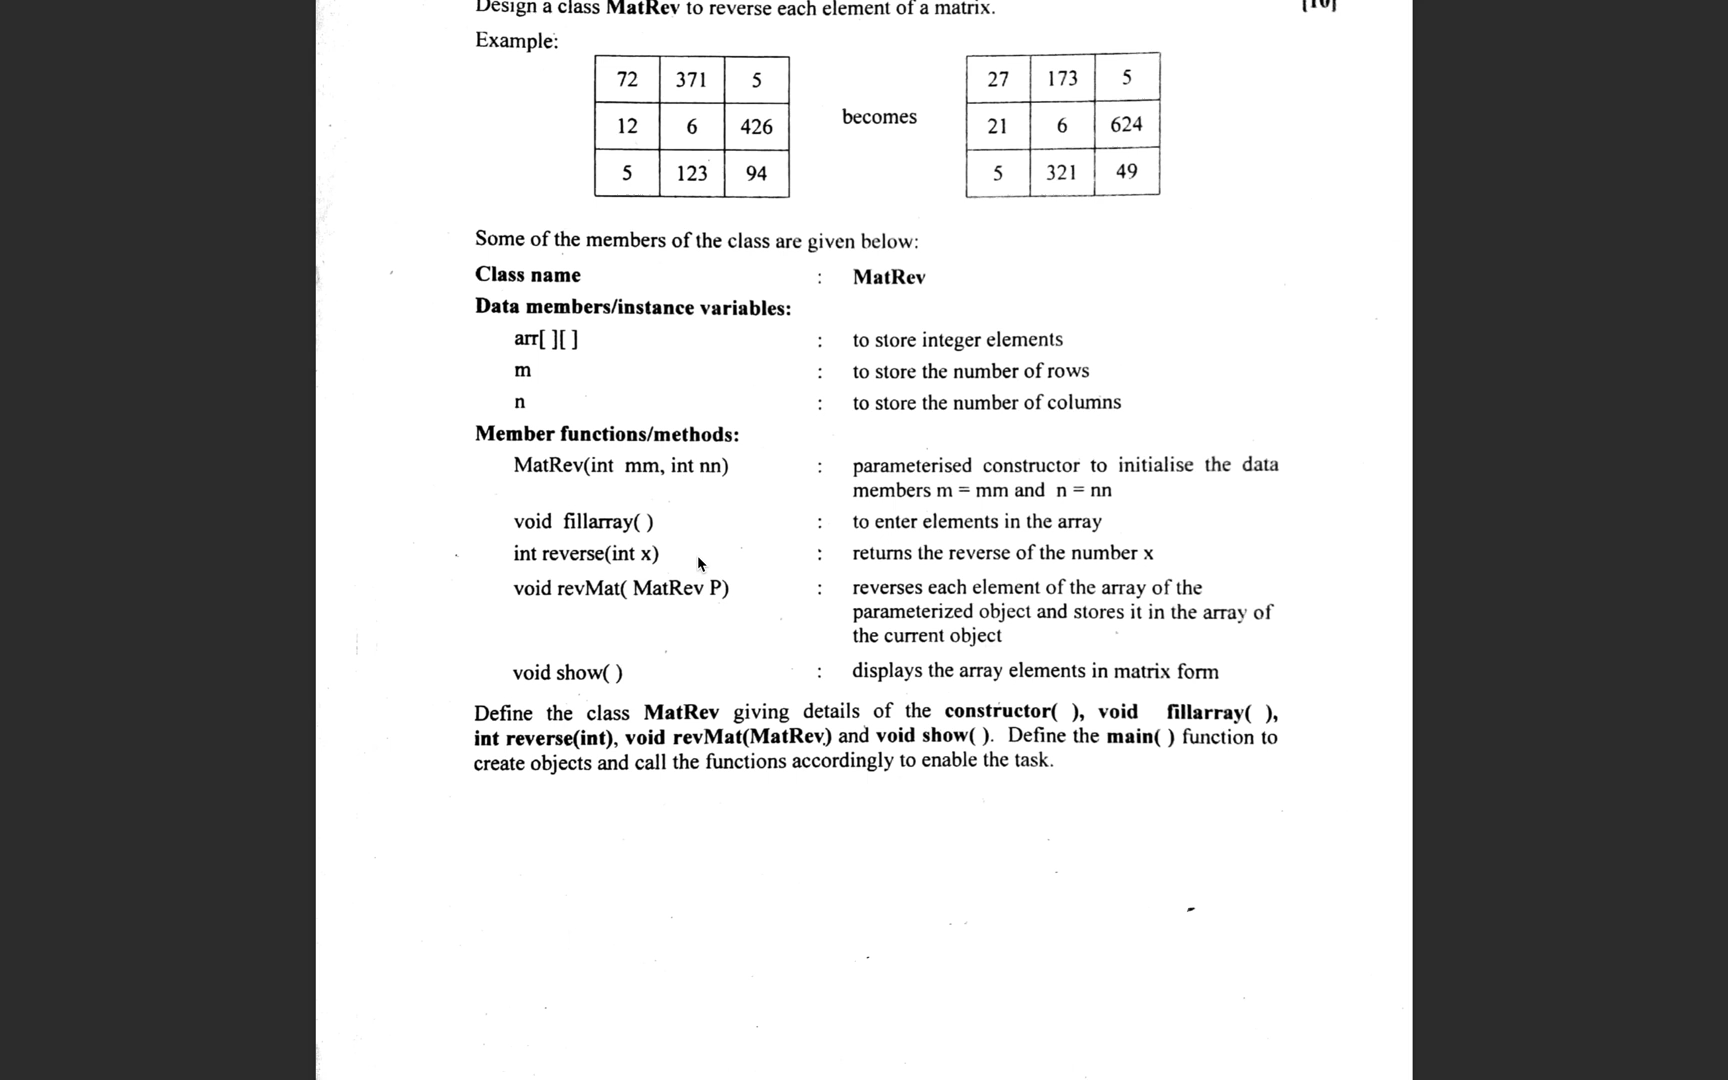 Design a class MatRev to reverse each element of a matrix. [10]
Example:
72 371 5
12 6 426
5 123 94
becomes
27 173 5
21 6 624
5 321 49
Some of the members of the class are given below:
Class name : MatRev
Data members/instance variables:
arr[ ][ ] : to store integer elements
m : to store the number of rows
n : to store the number of columns
Member functions/methods:
MatRev(int mm, int nn) : parameterised constructor to initialise the data
members m = mm and n = nn
void fillarray( ) : to enter elements in the array
int reverse(int x) : returns the reverse of the number x
void revMat( MatRev P) : reverses each element of the array of the
parameterized object and stores it in the array of
the current object
void show( ) : displays the array elements in matrix form
Define the class MatRev giving details of the constructor( ), void fillarray( ),
int reverse(int), void revMat(MatRev) and void show( ). Define the main( ) function to
create objects and call the functions accordingly to enable the task.